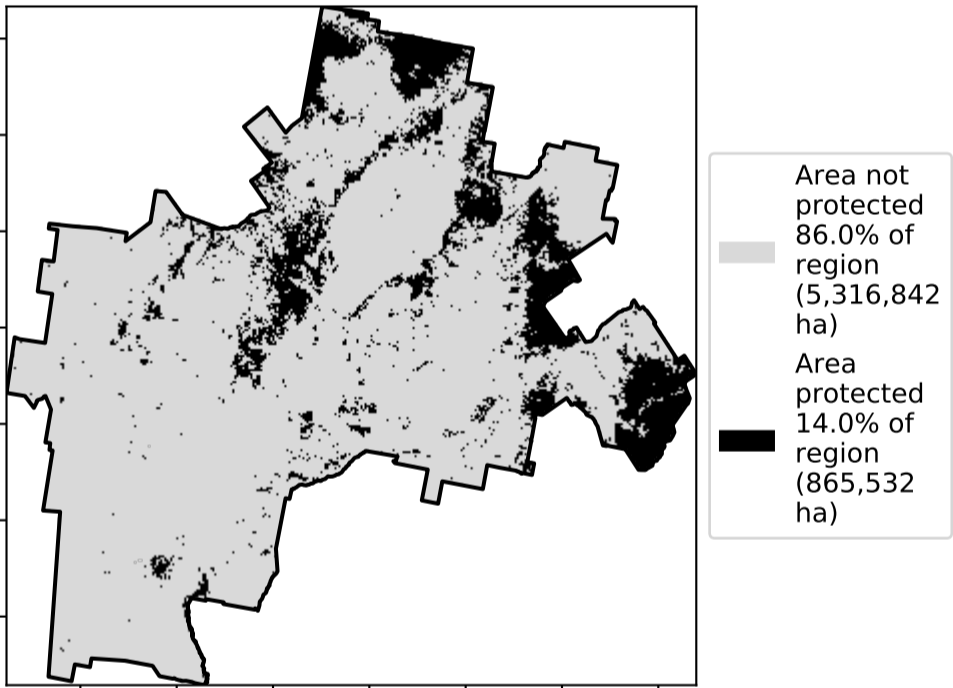 Area not
protected
86.0% of
region
(5,316,842
ha)
Area
protected
14.0% of
region
(865,532
ha)